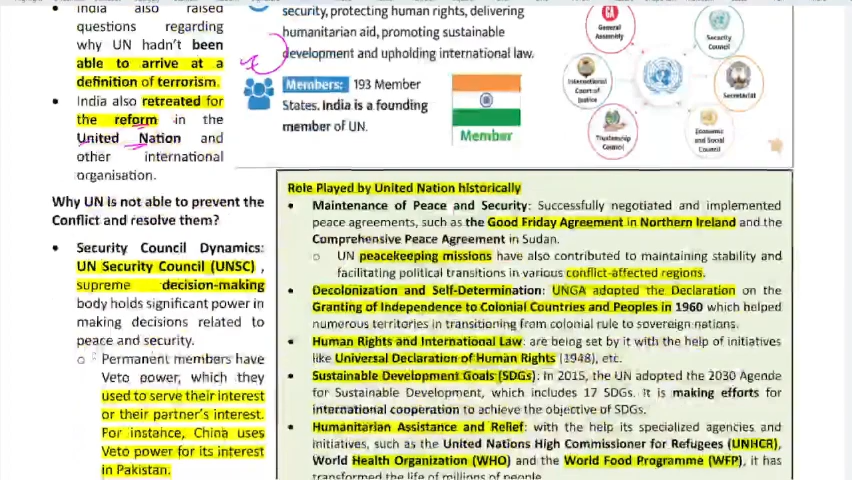 India also raised
questions regarding
why UN hadn't been
able to arrive at a
definition of terrorism.
• India also retreated for
the reform in the
United Nation and
other international
organisation.
Why UN is not able to prevent the
Conflict and resolve them?
• Security Council Dynamics:
UN Security Council (UNSC) ,
supreme decision-making
body holds significant power in
making decisions related to
peace and security.
o Permanent members have
Veto power, which they
used to serve their interest
or their partner's interest.
For instance, China uses
Veto power for its interest
in Pakistan.
security, protecting human rights, delivering
humanitarian aid, promoting sustainable
development and upholding international law.
Members: 193 Member
States. India is a founding
member of UN.
Member
General
Assembly
Security
Council
International
Court of
Justice
Secretariat
Trusteeship
Council
Economic
and Social
Council
Role Played by United Nation historically
• Maintenance of Peace and Security: Successfully negotiated and implemented
peace agreements, such as the Good Friday Agreement in Northern Ireland and the
Comprehensive Peace Agreement in Sudan.
o UN peacekeeping missions have also contributed to maintaining stability and
facilitating political transitions in various conflict-affected regions.
• Decolonization and Self-Determination: UNGA adopted the Declaration on the
Granting of Independence to Colonial Countries and Peoples in 1960 which helped
numerous territories in transitioning from colonial rule to sovereign nations.
• Human Rights and International Law: are being set by it with the help of initiatives
like Universal Declaration of Human Rights (1948), etc.
• Sustainable Development Goals (SDGs): In 2015, the UN adopted the 2030 Agenda
for Sustainable Development, which includes 17 SDGs. It is making efforts for
international cooperation to achieve the objective of SDGs.
• Humanitarian Assistance and Relief: with the help its specialized agencies and
initiatives, such as the United Nations High Commissioner for Refugees (UNHCR),
World Health Organization (WHO) and the World Food Programme (WFP), it has
transformed the life of millions of people.